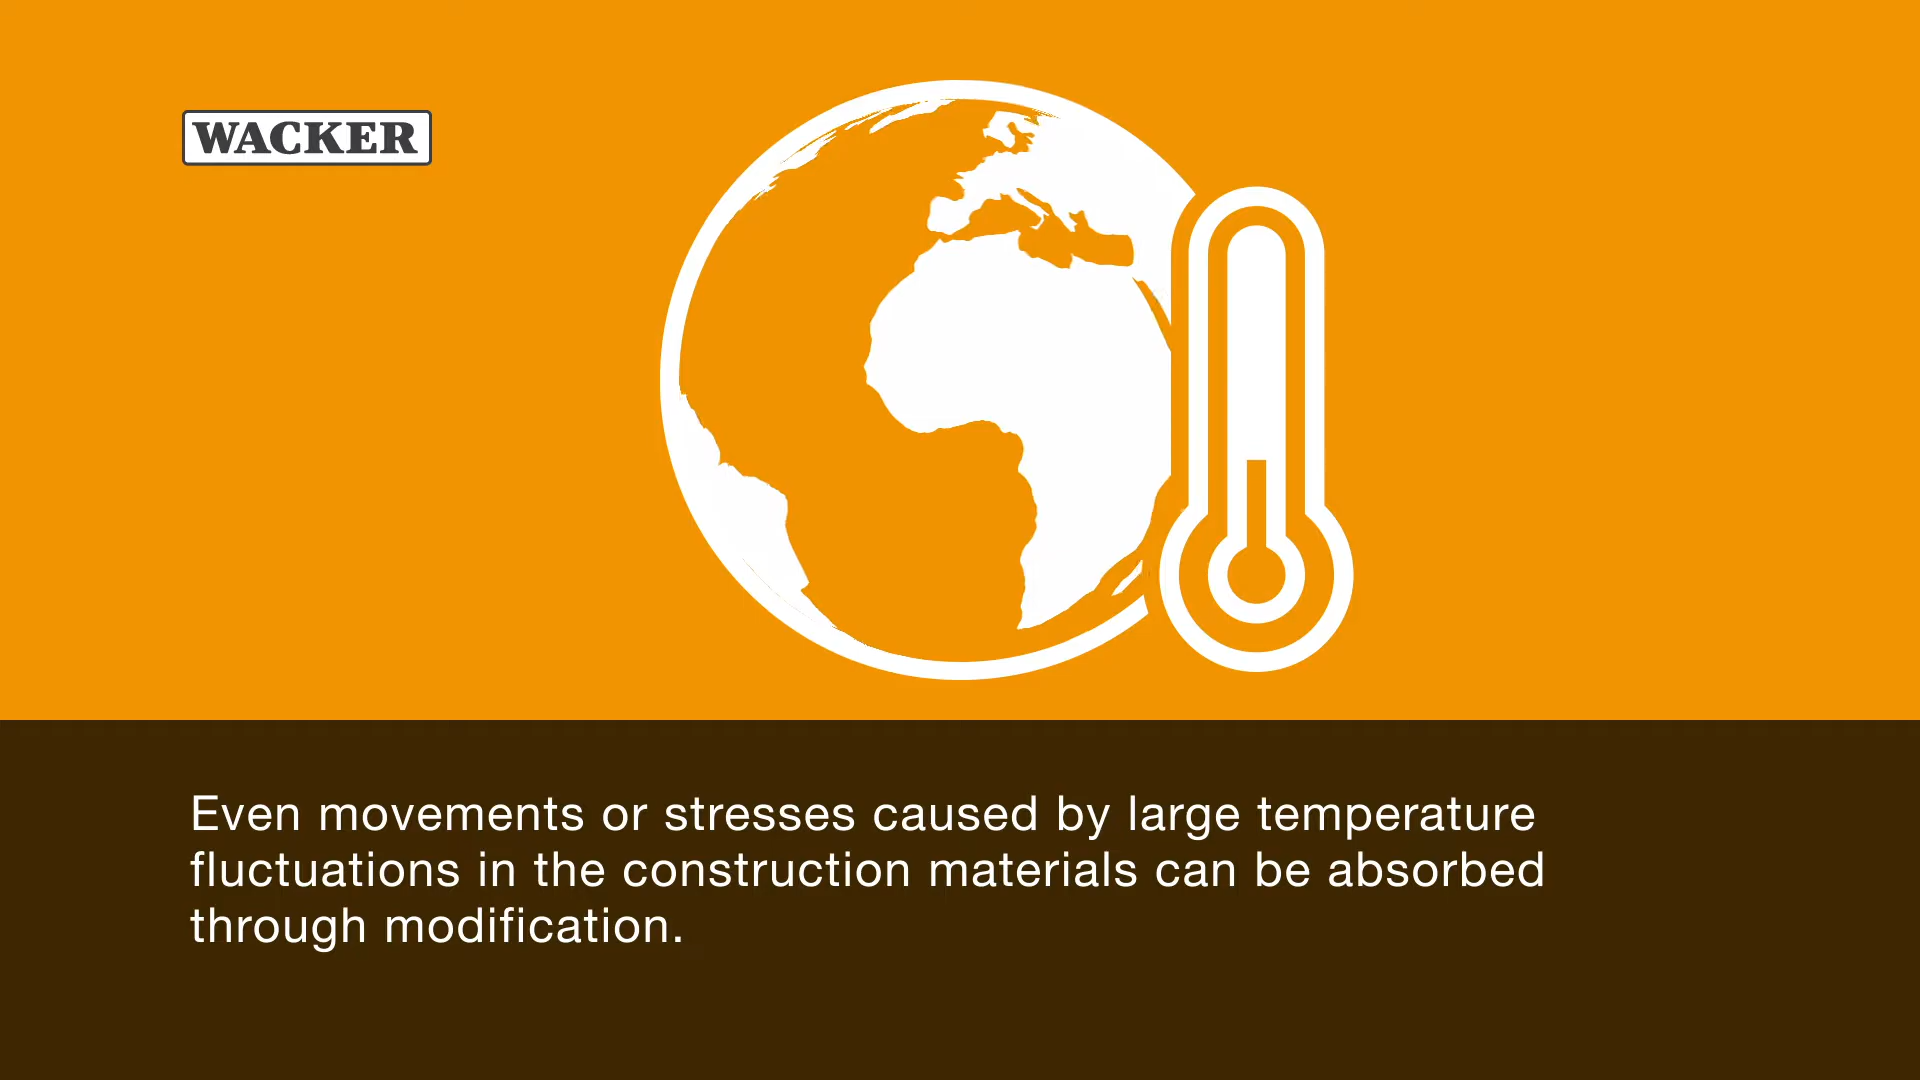 WACKER
Even movements or stresses caused by large temperature
fluctuations in the construction materials can be absorbed
through modification.